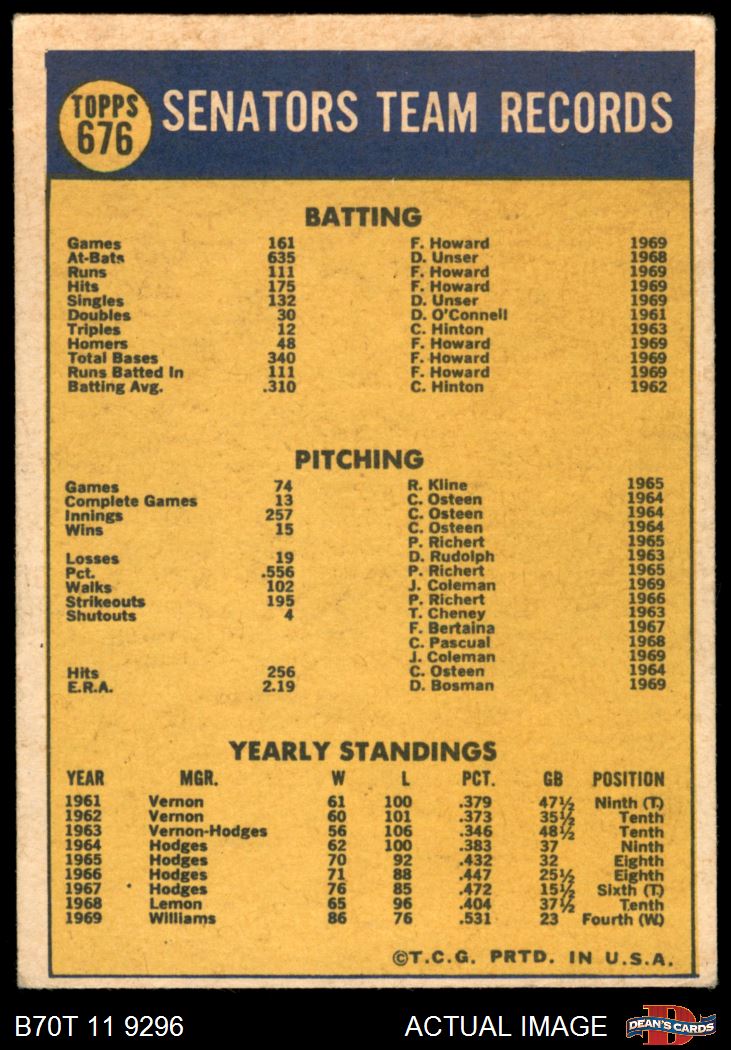 TOPPS
676
SENATORS TEAM RECORDS
BATTING
Games 161 F. Howard 1969
At-Bats 635 D. Unser 1968
Runs 111 F. Howard 1969
Hits 175 F. Howard 1969
Singles 132 D. Unser 1969
Doubles 30 D. O'Connell 1961
Triples 12 C. Hinton 1963
Homers 48 F. Howard 1969
Total Bases 340 F. Howard 1969
Runs Batted In 111 F. Howard 1969
Batting Avg. .310 C. Hinton 1962
PITCHING
Games 74 R. Kline 1965
Complete Games 13 C. Osteen 1964
Innings 257 C. Osteen 1964
Wins 15 C. Osteen 1964
P. Richert 1965
Losses 19 D. Rudolph 1963
Pct. .556 P. Richert 1965
Walks 102 J. Coleman 1969
Strikeouts 195 P. Richert 1966
Shutouts 4 T. Cheney 1963
F. Bertaina 1967
C. Pascual 1968
J. Coleman 1969
Hits 256 C. Osteen 1964
E.R.A. 2.19 D. Bosman 1969
YEARLY STANDINGS
YEAR MGR. W L PCT. GB POSITION
1961 Vernon 61 100 .379 47½ Ninth (T.)
1962 Vernon 60 101 .373 35½ Tenth
1963 Vernon-Hodges 56 106 .346 48½ Tenth
1964 Hodges 62 100 .383 37 Ninth
1965 Hodges 70 92 .432 32 Eighth
1966 Hodges 71 88 .447 25½ Eighth
1967 Hodges 76 85 .472 15½ Sixth (T.)
1968 Lemon 65 96 .404 37½ Tenth
1969 Williams 86 76 .531 23 Fourth (W.)
©T.C.G. PRTD. IN U.S.A.
B70T 11 9296 ACTUAL IMAGE
D
DEAN'S CARDS